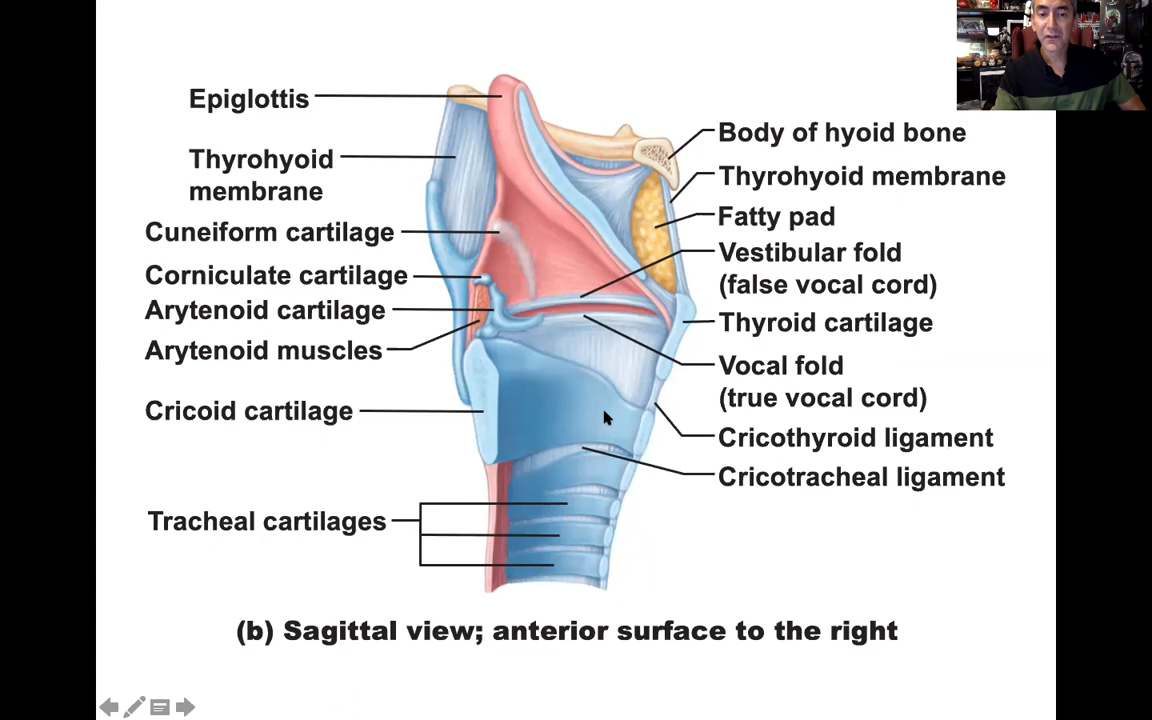 Epiglottis
Thyrohyoid
membrane
Cuneiform cartilage
Corniculate cartilage
Arytenoid cartilage
Arytenoid muscles
Cricoid cartilage
Tracheal cartilages
Body of hyoid bone
Thyrohyoid membrane
Fatty pad
Vestibular fold
(false vocal cord)
Thyroid cartilage
Vocal fold
(true vocal cord)
Cricothyroid ligament
Cricotracheal ligament
(b) Sagittal view; anterior surface to the right